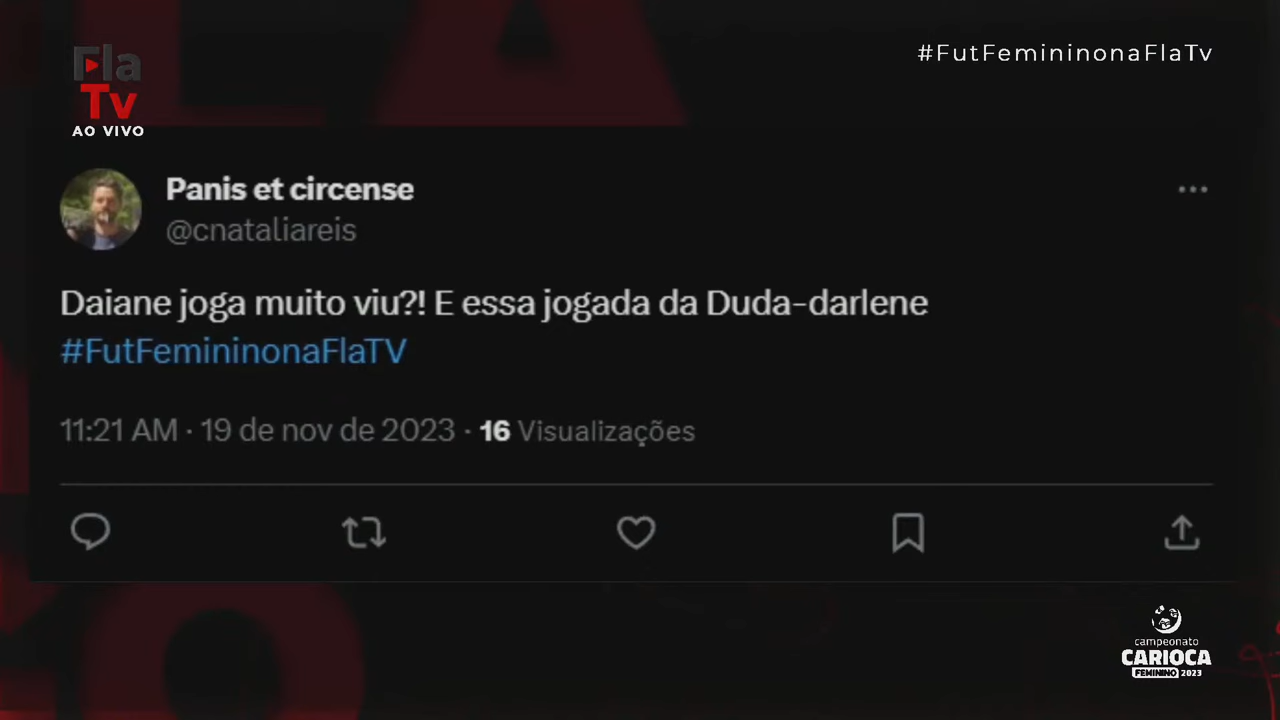 Fla
Tv
AO VIVO
#FutFemininonaFlaTv
Panis et circense
@cnataliareis
Daiane joga muito viu?! E essa jogada da Duda-darlene
#FutFemininonaFlaTV
11:21 AM · 19 de nov de 2023 · 16 Visualizações
campeonato
CARIOCA
FEMININO 2023